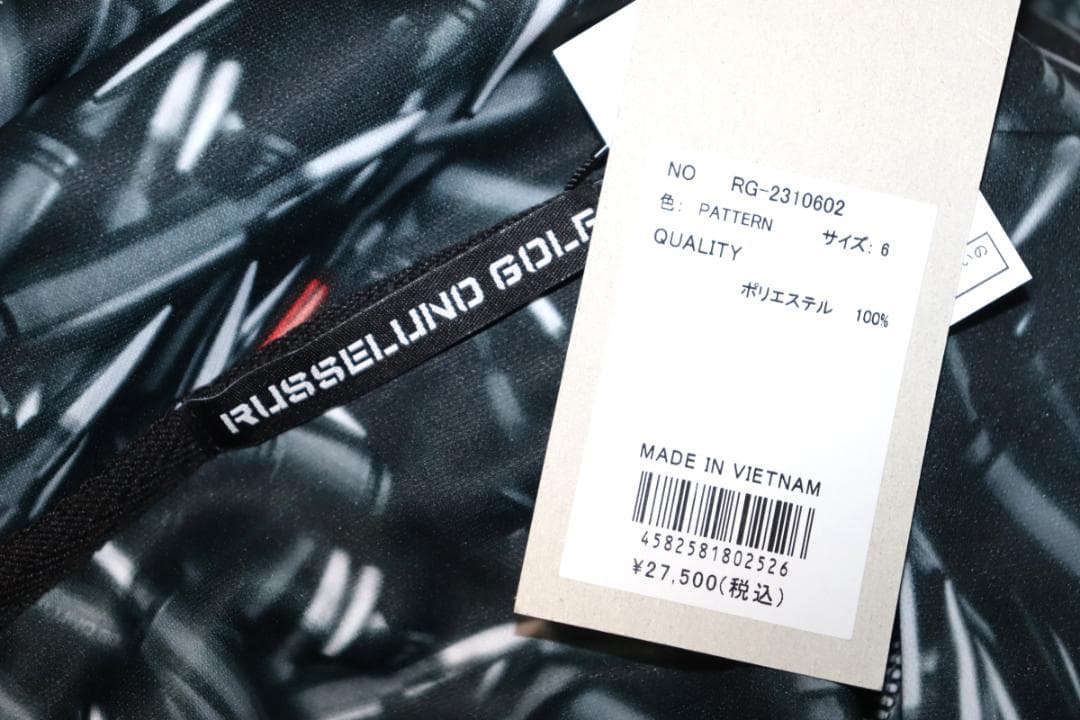 RUSSELUNO GOLF
NO RG-2310602
色: PATTERN サイズ: 6
QUALITY
ポリエステル 100%
MADE IN VIETNAM
4582581802526
¥27,500(税込)